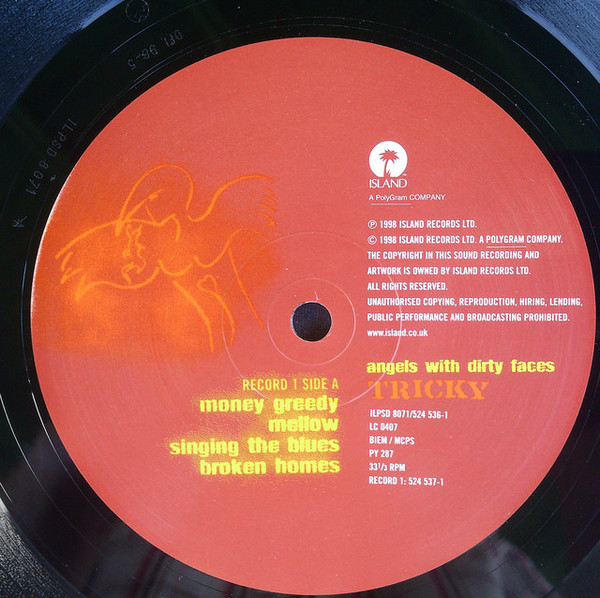 ILPSD 8071
ISLAND
A PolyGram COMPANY
℗ 1998 ISLAND RECORDS LTD.
© 1998 ISLAND RECORDS LTD. A POLYGRAM COMPANY.
THE COPYRIGHT IN THIS SOUND RECORDING AND
ARTWORK IS OWNED BY ISLAND RECORDS LTD.
ALL RIGHTS RESERVED.
UNAUTHORISED COPYING, REPRODUCTION, HIRING, LENDING,
PUBLIC PERFORMANCE AND BROADCASTING PROHIBITED.
www.island.co.uk
angels with dirty faces
TRICKY
ILPSD 8071/524 536-1
LC 0407
BIEM / MCPS
PY 287
33 1/3 RPM
RECORD 1: 524 537-1
RECORD 1 SIDE A
money greedy
mellow
singing the blues
broken homes